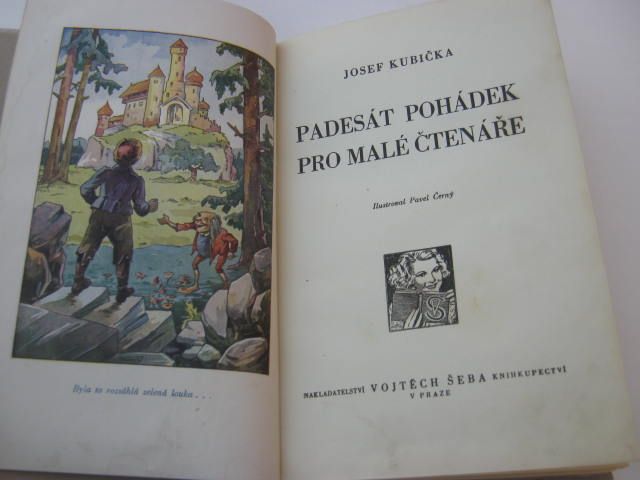 Byla to rozsáhlá zelená louka . . .
JOSEF KUBIČKA
PADESÁT POHÁDEK
PRO MALÉ ČTENÁŘE
Ilustroval Pavel Černý
NAKLADATELSTVÍ VOJTĚCH ŠEBA KNIHKUPECTVÍ
V PRAZE